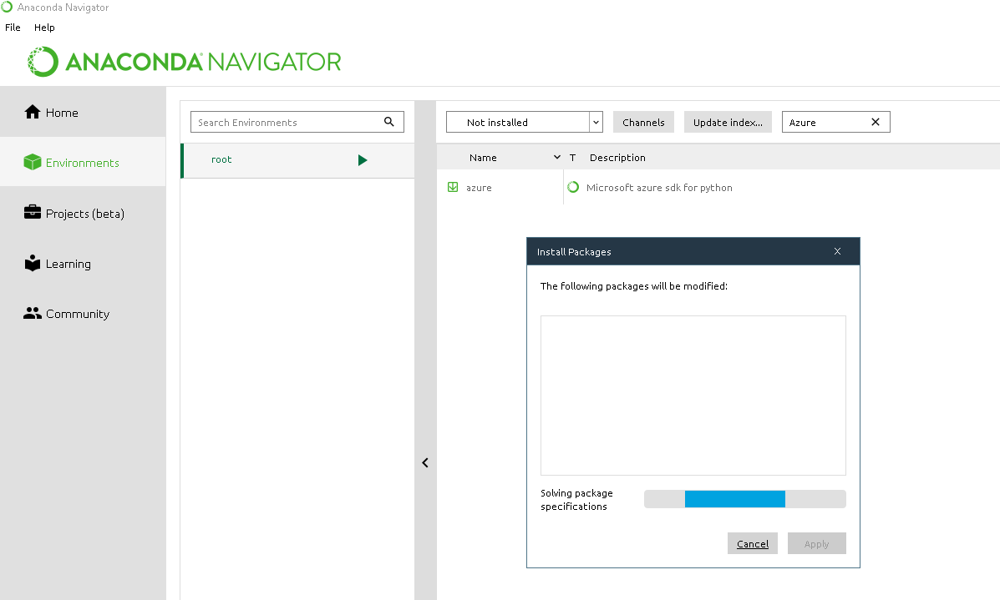 Anaconda Navigator
File Help
ANACONDA NAVIGATOR
Home
Environments
Projects (beta)
Learning
Community
Search Environments
root
Not installed
Channels
Update index...
Azure
Name T Description
azure Microsoft azure sdk for python
Install Packages X
The following packages will be modified:
Solving package
specifications
Cancel Apply